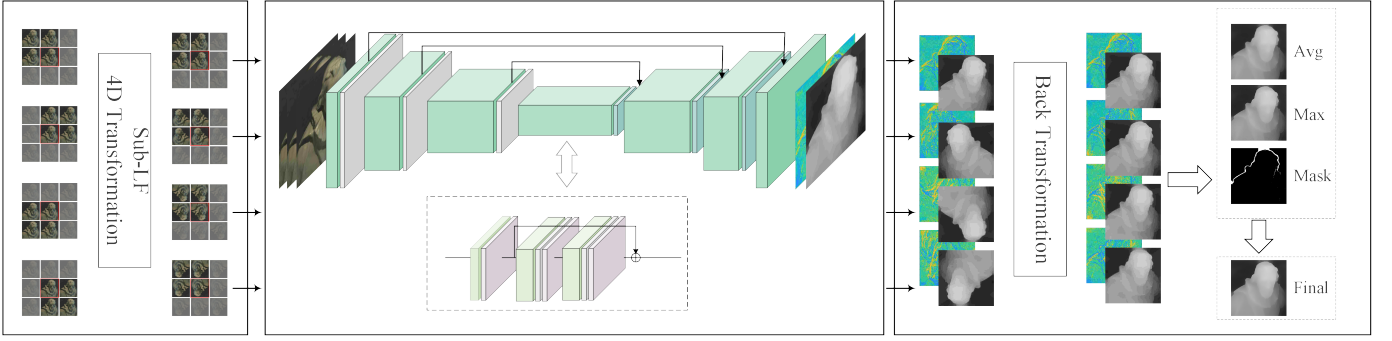 Sub-LF
4D Transformation
Back Transformation
Avg
Max
Mask
Final